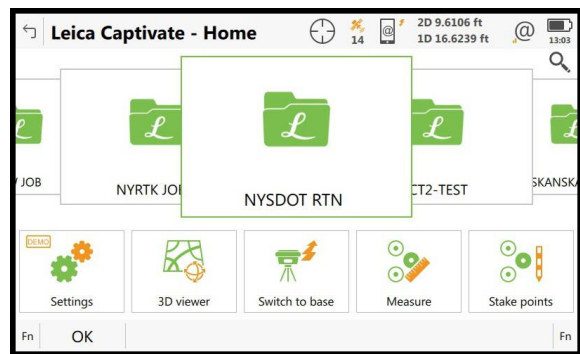 Leica Captivate - Home
14
@
2D 9.6106 ft
1D 16.6239 ft
@
13:03
JOB
NYRTK JO
NYSDOT RTN
CT2-TEST
SKANSKA
DEMO
Settings
3D viewer
Switch to base
Measure
Stake points
Fn
OK
Fn